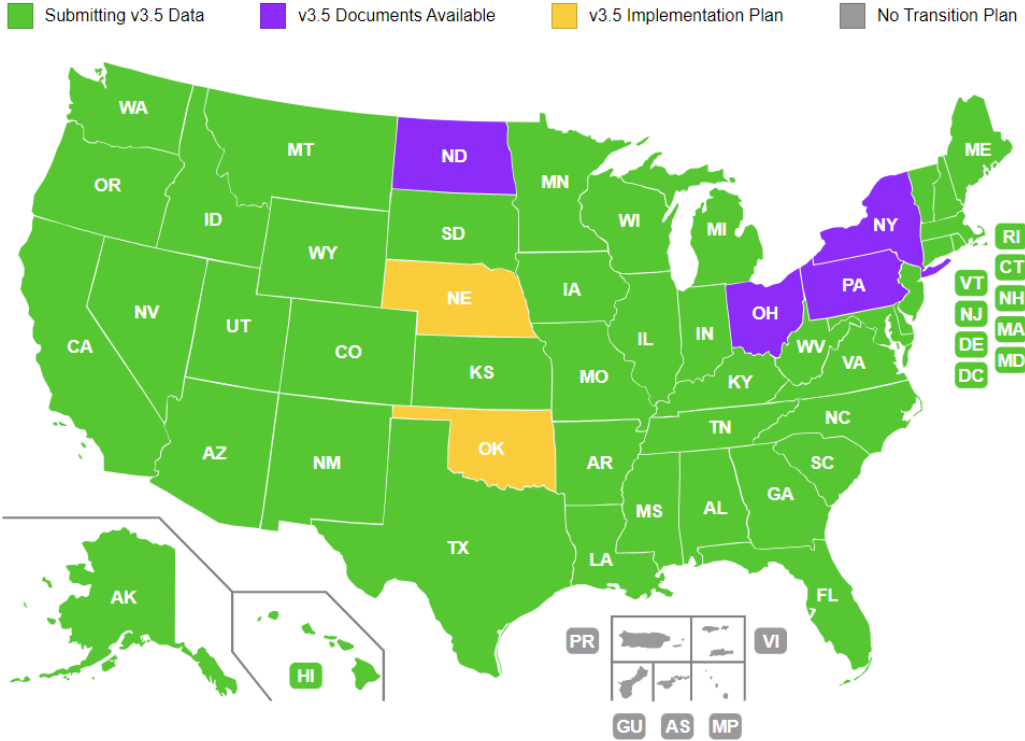 Submitting v3.5 Data v3.5 Documents Available v3.5 Implementation Plan No Transition Plan
WA
MT
ND
MN
ME
OR
ID
WY
SD
WI
MI
NY
RI
CT
VT
NH
NJ
MA
DE
MD
DC
NV
UT
CA
CO
NE
IA
IL
IN
OH
PA
WV
VA
KS
MO
KY
AZ
NM
OK
AR
TN
NC
SC
MS
AL
GA
TX
LA
FL
AK
HI
PR
VI
GU
AS
MP